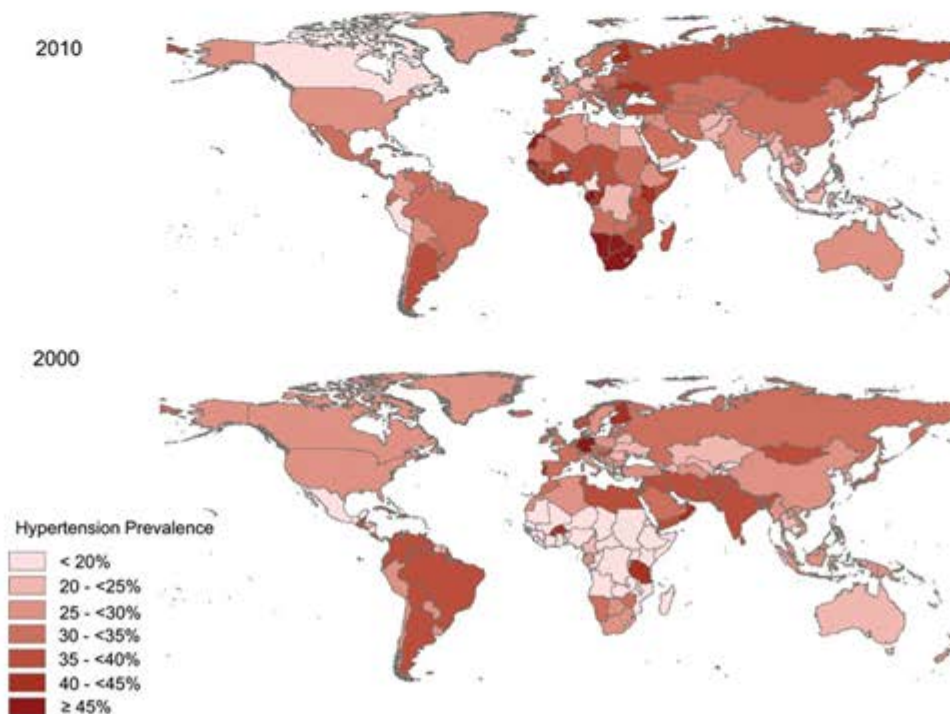 2010
2000
Hypertension Prevalence
< 20%
20 - <25%
25 - <30%
30 - <35%
35 - <40%
40 - <45%
≥ 45%